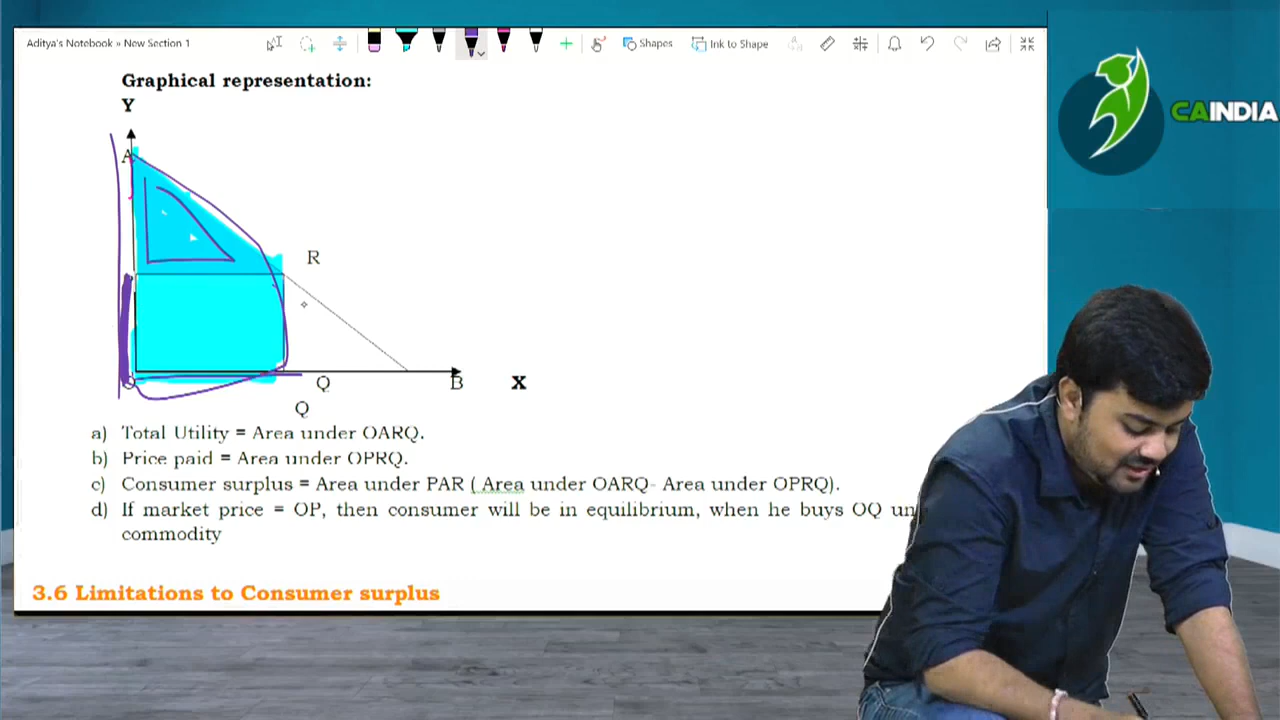 Aditya's Notebook » New Section 1
Shapes
Ink to Shape
CAINDIA
Graphical representation:
Y
A
R
O
Q
B
X
Q
a) Total Utility = Area under OARQ.
b) Price paid = Area under OPRQ.
c) Consumer surplus = Area under PAR ( Area under OARQ- Area under OPRQ).
d) If market price = OP, then consumer will be in equilibrium, when he buys OQ
commodity
3.6 Limitations to Consumer surplus